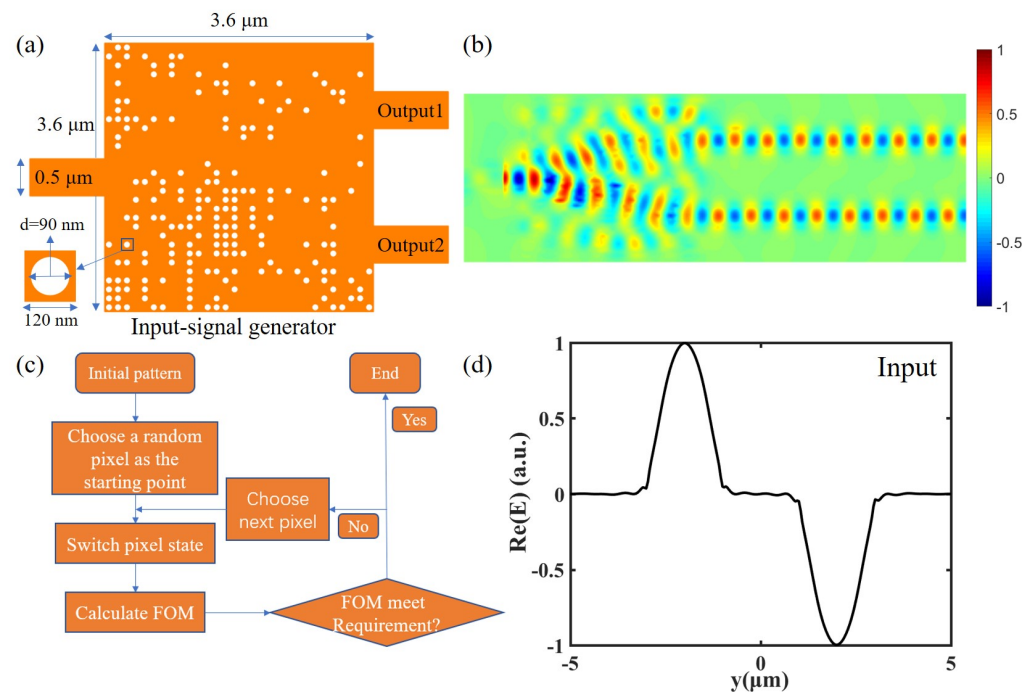 (a)
3.6 μm
3.6 μm
0.5 μm
d=90 nm
120 nm
Output1
Output2
Input-signal generator
(b)
1
0.5
0
-0.5
-1
(c)
Initial pattern
Choose a random
pixel as the
starting point
Switch pixel state
Calculate FOM
Choose
next pixel
End
Yes
No
FOM meet
Requirement?
(d)
Input
Re(E) (a.u.)
1
0.5
0
-0.5
-1
-5
0
5
y(μm)